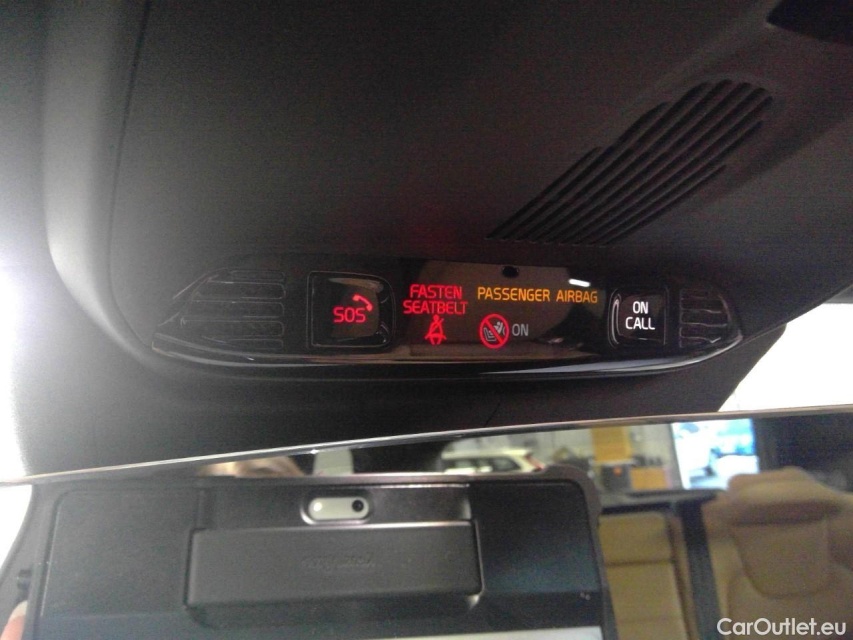 SOS
FASTEN
SEATBELT
PASSENGER AIRBAG
ON
ON
CALL
CarOutlet.eu